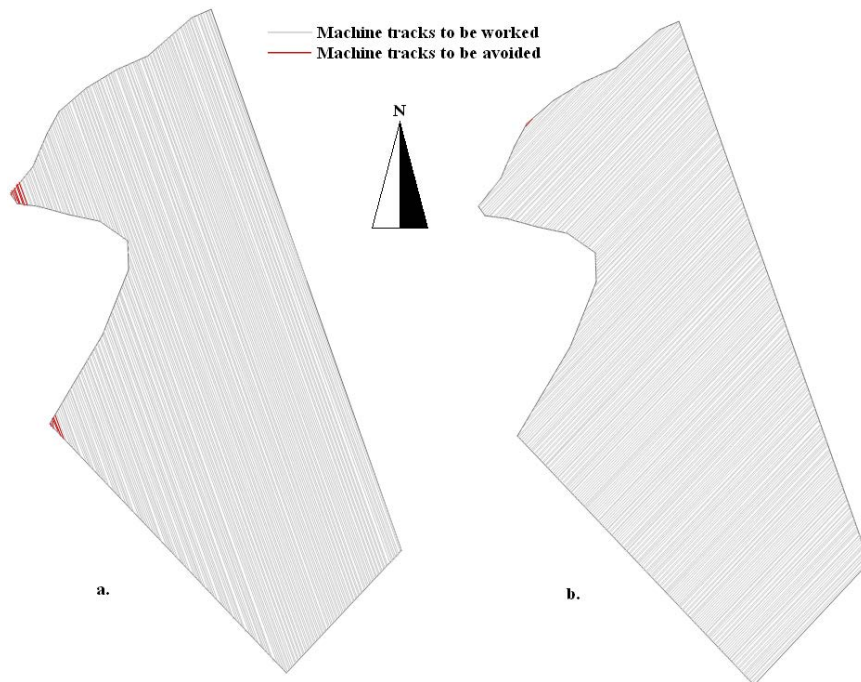 Machine tracks to be worked
Machine tracks to be avoided
N
a.
b.